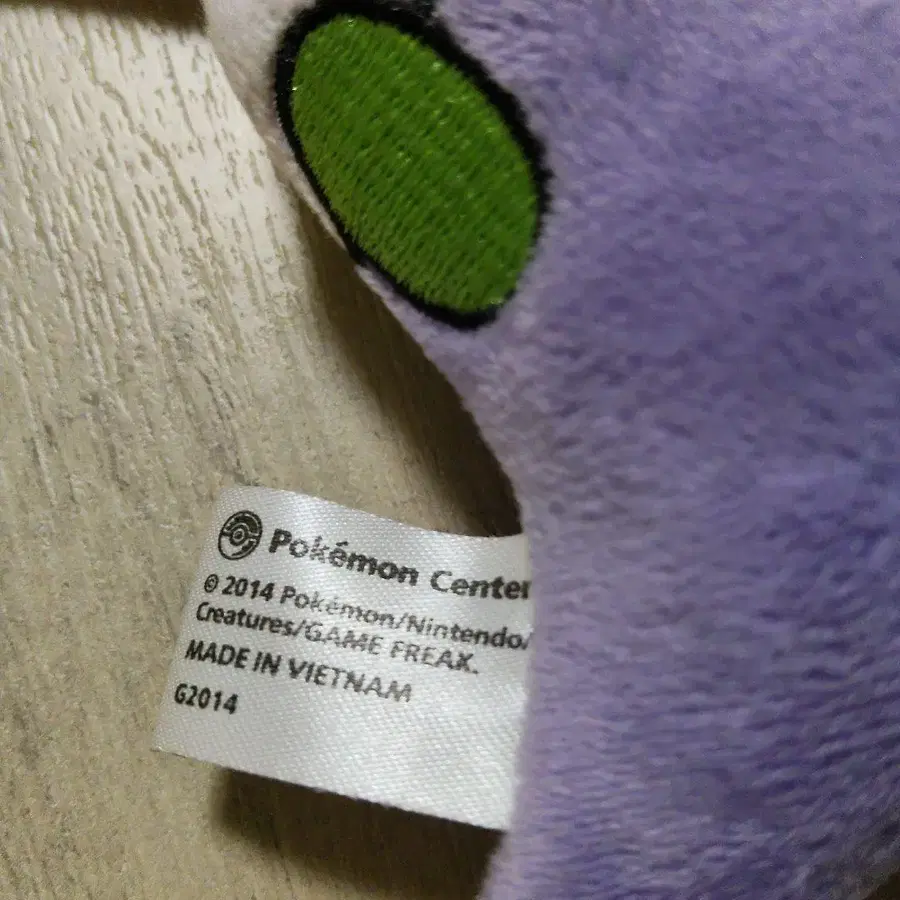 Pokémon Center
© 2014 Pokémon/Nintendo/
Creatures/GAME FREAK.
MADE IN VIETNAM
G2014